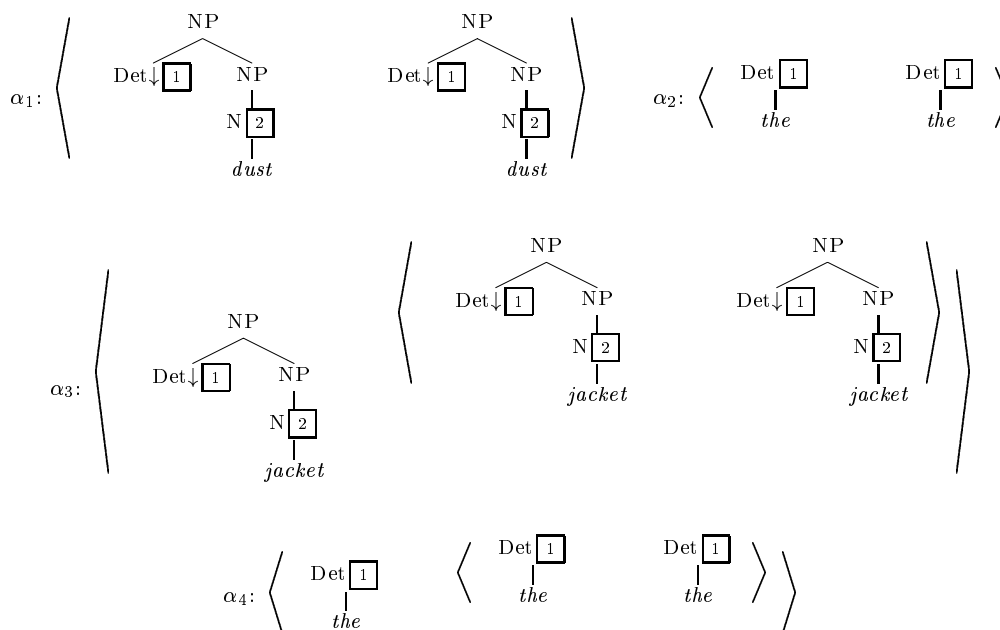 NP NP
Det↓ 1 NP Det↓ 1 NP Det 1 Det 1
α1: ⟨ ⟩ α2: ⟨ ⟩
N 2 N 2 the the
dust dust
NP NP
Det↓ 1 NP Det↓ 1 NP
NP
N 2 N 2
Det↓ 1 NP
α3: ⟨ ⟨ ⟩ ⟩
jacket jacket
N 2
jacket
Det 1 Det 1
Det 1
α4: ⟨ ⟨ the the ⟩ ⟩
the